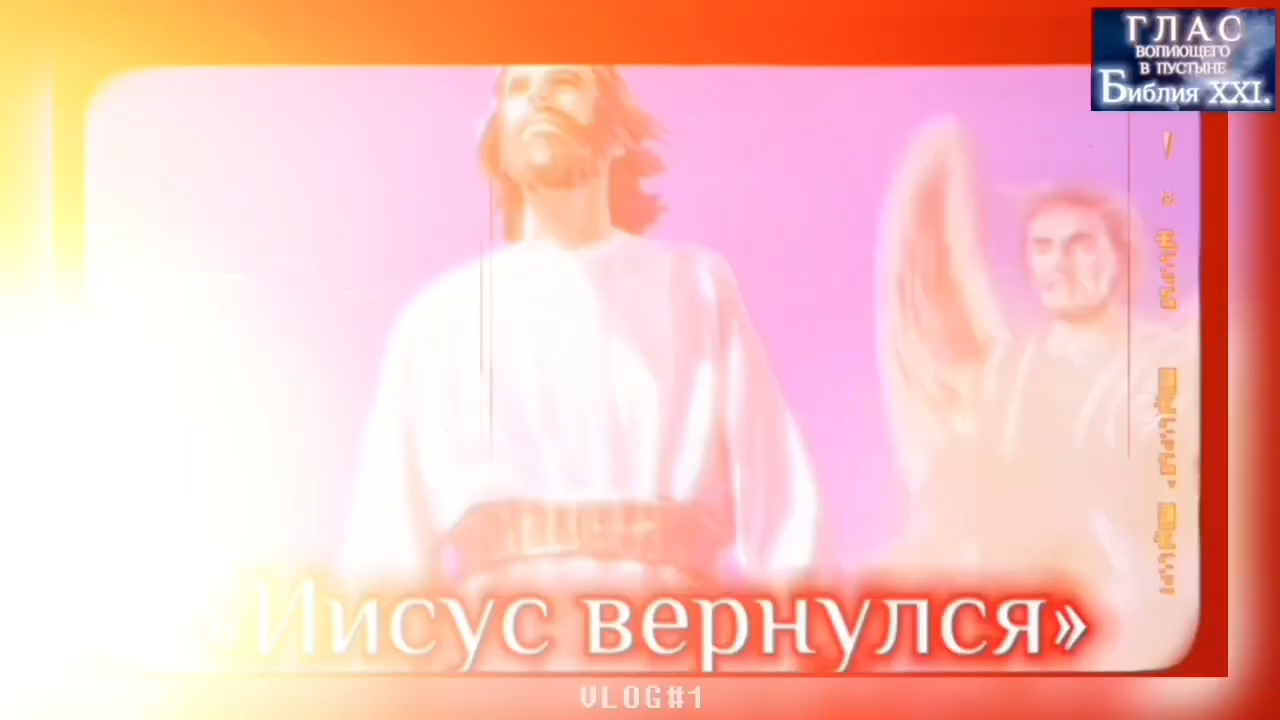 ГЛАС
ВОПИЮЩЕГО
В ПУСТЫНЕ
Библия XXI.
«Иисус вернулся»
VLOG#1